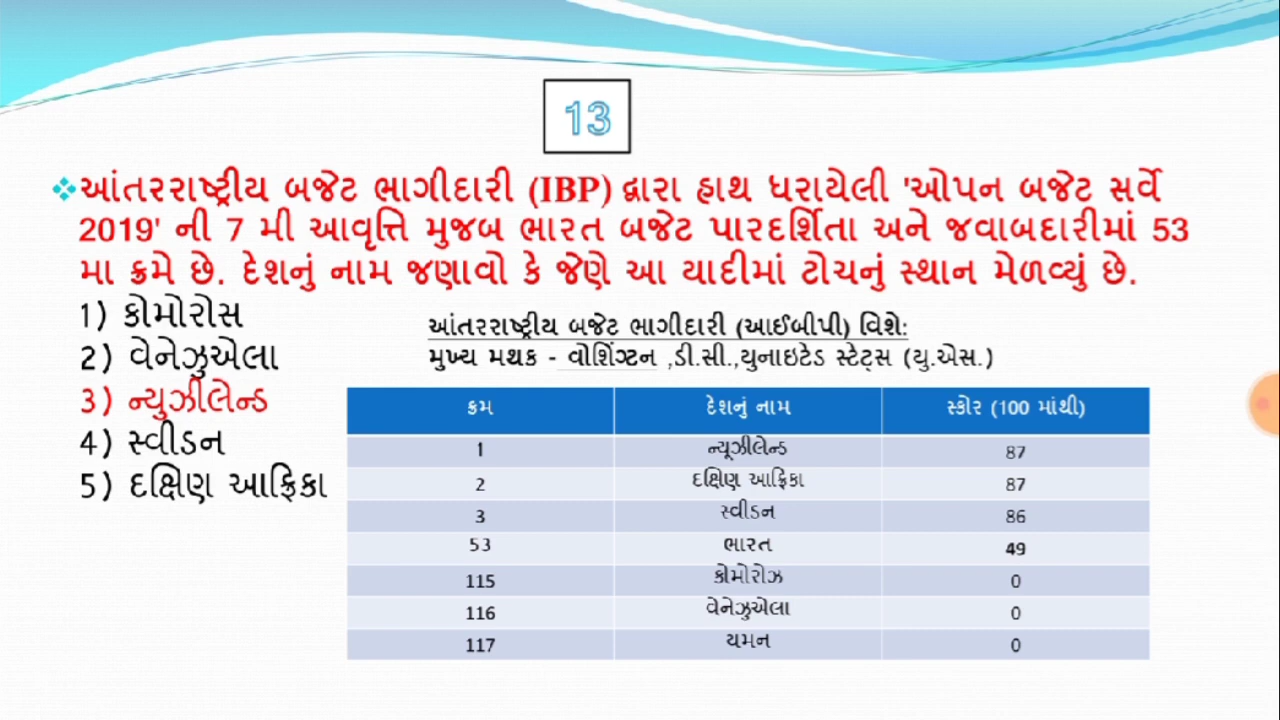 13
❖આંતરરાષ્ટ્રીય બજેટ ભાગીદારી (IBP) દ્વારા હાથ ધરાયેલી 'ઓપન બજેટ સર્વે
2019' ની 7 મી આવૃત્તિ મુજબ ભારત બજેટ પારદર્શિતા અને જવાબદારીમાં 53
મા ક્રમે છે. દેશનું નામ જણાવો કે જેણે આ યાદીમાં ટોચનું સ્થાન મેળવ્યું છે.
1) કોમોરોસ
2) વેનેઝુએલા
3) ન્યુઝીલેન્ડ
4) સ્વીડન
5) દક્ષિણ આફ્રિકા
આંતરરાષ્ટ્રીય બજેટ ભાગીદારી (આઈબીપી) વિશે:
મુખ્ય મથક - વોશિંગ્ટન ,ડી.સી.,યુનાઇટેડ સ્ટેટ્સ (યુ.એસ.)
ક્રમ દેશનું નામ સ્કોર (100 માંથી)
1 ન્યૂઝીલેન્ડ 87
2 દક્ષિણ આફ્રિકા 87
3 સ્વીડન 86
53 ભારત 49
115 કોમોરોઝ 0
116 વેનેઝુએલા 0
117 યમન 0